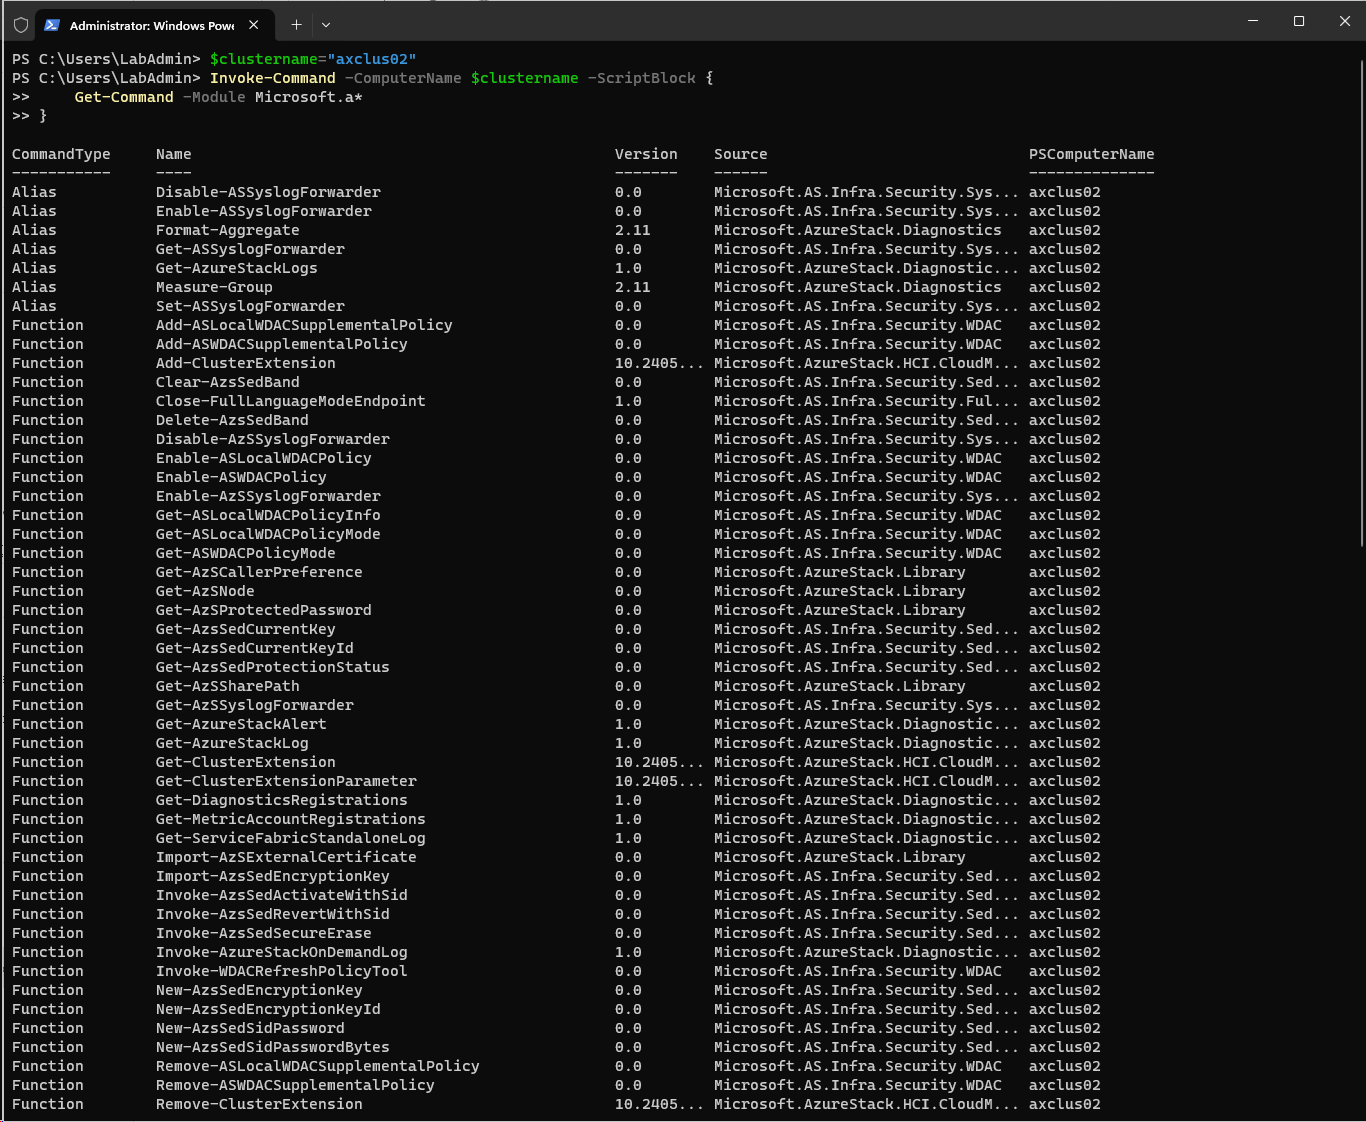 Administrator: Windows Powe
PS C:\Users\LabAdmin> $clustername="axclus02"
PS C:\Users\LabAdmin> Invoke-Command -ComputerName $clustername -ScriptBlock {
>>     Get-Command -Module Microsoft.a*
>> }
CommandType     Name                                               Version    Source                             PSComputerName
-----------     ----                                               -------    ------                             --------------
Alias           Disable-ASSyslogForwarder                          0.0        Microsoft.AS.Infra.Security.Sys... axclus02
Alias           Enable-ASSyslogForwarder                           0.0        Microsoft.AS.Infra.Security.Sys... axclus02
Alias           Format-Aggregate                                   2.11       Microsoft.AzureStack.Diagnostics   axclus02
Alias           Get-ASSyslogForwarder                              0.0        Microsoft.AS.Infra.Security.Sys... axclus02
Alias           Get-AzureStackLogs                                 1.0        Microsoft.AzureStack.Diagnostic... axclus02
Alias           Measure-Group                                      2.11       Microsoft.AzureStack.Diagnostics   axclus02
Alias           Set-ASSyslogForwarder                              0.0        Microsoft.AS.Infra.Security.Sys... axclus02
Function        Add-ASLocalWDACSupplementalPolicy                  0.0        Microsoft.AS.Infra.Security.WDAC   axclus02
Function        Add-ASWDACSupplementalPolicy                       0.0        Microsoft.AS.Infra.Security.WDAC   axclus02
Function        Add-ClusterExtension                               10.2405... Microsoft.AzureStack.HCI.CloudM... axclus02
Function        Clear-AzsSedBand                                   0.0        Microsoft.AS.Infra.Security.Sed... axclus02
Function        Close-FullLanguageModeEndpoint                     1.0        Microsoft.AS.Infra.Security.Ful... axclus02
Function        Delete-AzsSedBand                                  0.0        Microsoft.AS.Infra.Security.Sed... axclus02
Function        Disable-AzSSyslogForwarder                         0.0        Microsoft.AS.Infra.Security.Sys... axclus02
Function        Enable-ASLocalWDACPolicy                           0.0        Microsoft.AS.Infra.Security.WDAC   axclus02
Function        Enable-ASWDACPolicy                                0.0        Microsoft.AS.Infra.Security.WDAC   axclus02
Function        Enable-AzSSyslogForwarder                          0.0        Microsoft.AS.Infra.Security.Sys... axclus02
Function        Get-ASLocalWDACPolicyInfo                          0.0        Microsoft.AS.Infra.Security.WDAC   axclus02
Function        Get-ASLocalWDACPolicyMode                          0.0        Microsoft.AS.Infra.Security.WDAC   axclus02
Function        Get-ASWDACPolicyMode                               0.0        Microsoft.AS.Infra.Security.WDAC   axclus02
Function        Get-AzSCallerPreference                            0.0        Microsoft.AzureStack.Library       axclus02
Function        Get-AzSNode                                        0.0        Microsoft.AzureStack.Library       axclus02
Function        Get-AzSProtectedPassword                           0.0        Microsoft.AzureStack.Library       axclus02
Function        Get-AzsSedCurrentKey                               0.0        Microsoft.AS.Infra.Security.Sed... axclus02
Function        Get-AzsSedCurrentKeyId                             0.0        Microsoft.AS.Infra.Security.Sed... axclus02
Function        Get-AzsSedProtectionStatus                         0.0        Microsoft.AS.Infra.Security.Sed... axclus02
Function        Get-AzSSharePath                                   0.0        Microsoft.AzureStack.Library       axclus02
Function        Get-AzSSyslogForwarder                             0.0        Microsoft.AS.Infra.Security.Sys... axclus02
Function        Get-AzureStackAlert                                1.0        Microsoft.AzureStack.Diagnostic... axclus02
Function        Get-AzureStackLog                                  1.0        Microsoft.AzureStack.Diagnostic... axclus02
Function        Get-ClusterExtension                               10.2405... Microsoft.AzureStack.HCI.CloudM... axclus02
Function        Get-ClusterExtensionParameter                      10.2405... Microsoft.AzureStack.HCI.CloudM... axclus02
Function        Get-DiagnosticsRegistrations                       1.0        Microsoft.AzureStack.Diagnostic... axclus02
Function        Get-MetricAccountRegistrations                     1.0        Microsoft.AzureStack.Diagnostic... axclus02
Function        Get-ServiceFabricStandaloneLog                     1.0        Microsoft.AzureStack.Diagnostic... axclus02
Function        Import-AzSExternalCertificate                      0.0        Microsoft.AzureStack.Library       axclus02
Function        Import-AzsSedEncryptionKey                         0.0        Microsoft.AS.Infra.Security.Sed... axclus02
Function        Invoke-AzsSedActivateWithSid                       0.0        Microsoft.AS.Infra.Security.Sed... axclus02
Function        Invoke-AzsSedRevertWithSid                         0.0        Microsoft.AS.Infra.Security.Sed... axclus02
Function        Invoke-AzsSedSecureErase                           0.0        Microsoft.AS.Infra.Security.Sed... axclus02
Function        Invoke-AzureStackOnDemandLog                       1.0        Microsoft.AzureStack.Diagnostic... axclus02
Function        Invoke-WDACRefreshPolicyTool                       0.0        Microsoft.AS.Infra.Security.WDAC   axclus02
Function        New-AzsSedEncryptionKey                            0.0        Microsoft.AS.Infra.Security.Sed... axclus02
Function        New-AzsSedEncryptionKeyId                          0.0        Microsoft.AS.Infra.Security.Sed... axclus02
Function        New-AzsSedSidPassword                              0.0        Microsoft.AS.Infra.Security.Sed... axclus02
Function        New-AzsSedSidPasswordBytes                         0.0        Microsoft.AS.Infra.Security.Sed... axclus02
Function        Remove-ASLocalWDACSupplementalPolicy               0.0        Microsoft.AS.Infra.Security.WDAC   axclus02
Function        Remove-ASWDACSupplementalPolicy                    0.0        Microsoft.AS.Infra.Security.WDAC   axclus02
Function        Remove-ClusterExtension                            10.2405... Microsoft.AzureStack.HCI.CloudM... axclus02